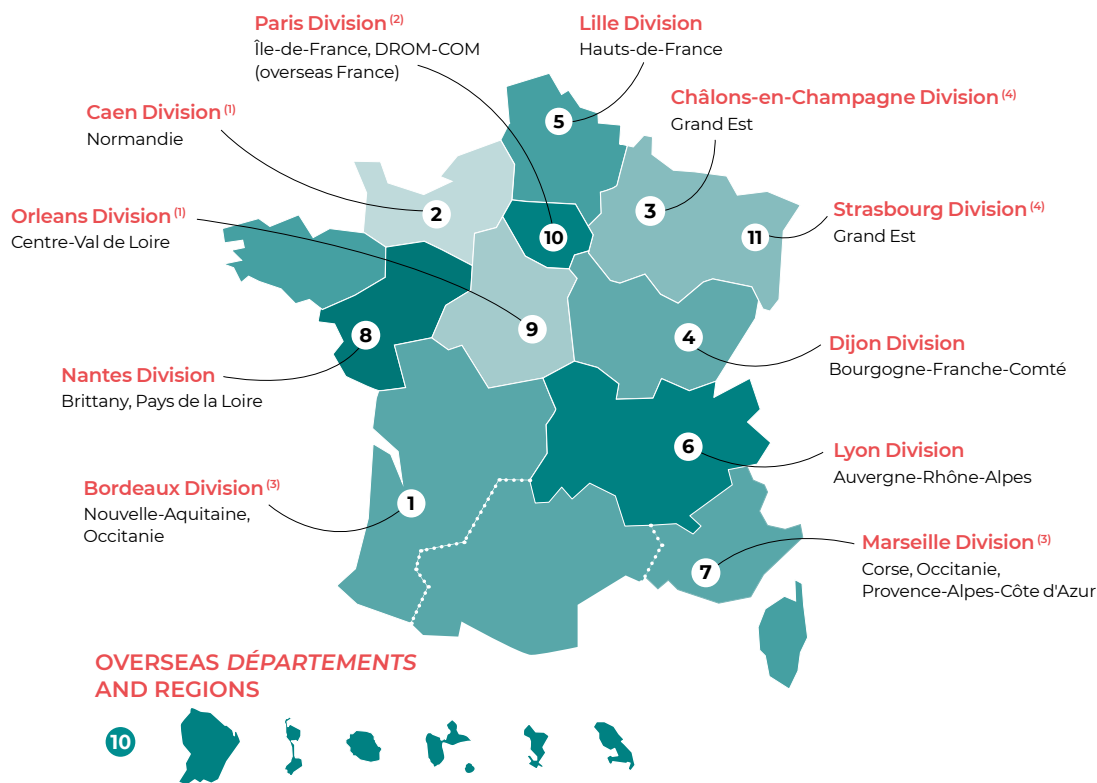 Paris Division (2)
Île-de-France, DROM-COM
(overseas France)
Lille Division
Hauts-de-France
Caen Division (1)
Normandie
Châlons-en-Champagne Division (4)
Grand Est
Orleans Division (1)
Centre-Val de Loire
Strasbourg Division (4)
Grand Est
5
2
3
10
11
9
8
4
Dijon Division
Bourgogne-Franche-Comté
Nantes Division
Brittany, Pays de la Loire
6
Lyon Division
Auvergne-Rhône-Alpes
Bordeaux Division (3)
Nouvelle-Aquitaine,
Occitanie
1
Marseille Division (3)
Corse, Occitanie,
Provence-Alpes-Côte d'Azur
7
OVERSEAS DÉPARTEMENTS
AND REGIONS
10